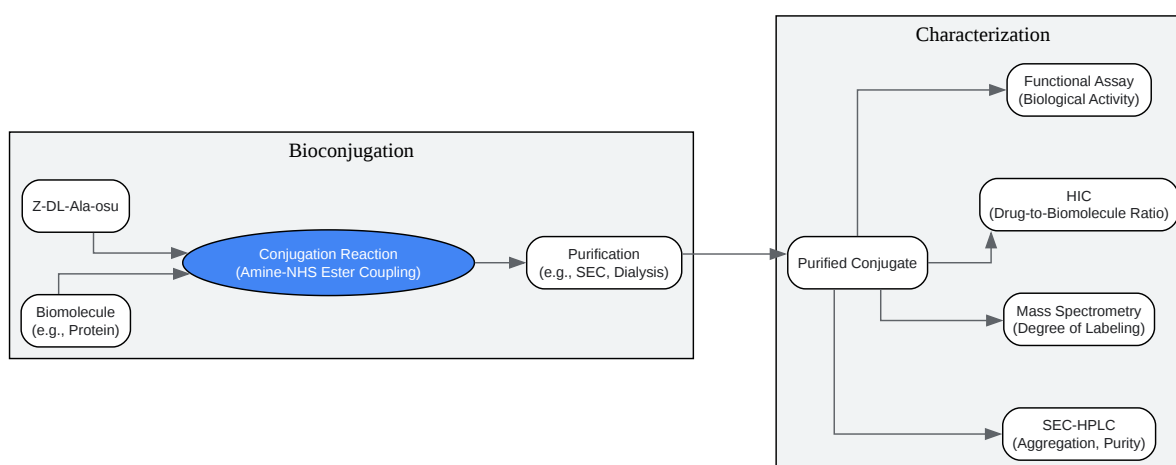 Bioconjugation
Z-DL-Ala-osu
Biomolecule
(e.g., Protein)
Conjugation Reaction
(Amine-NHS Ester Coupling)
Purification
(e.g., SEC, Dialysis)
Characterization
Purified Conjugate
Functional Assay
(Biological Activity)
HIC
(Drug-to-Biomolecule Ratio)
Mass Spectrometry
(Degree of Labeling)
SEC-HPLC
(Aggregation, Purity)